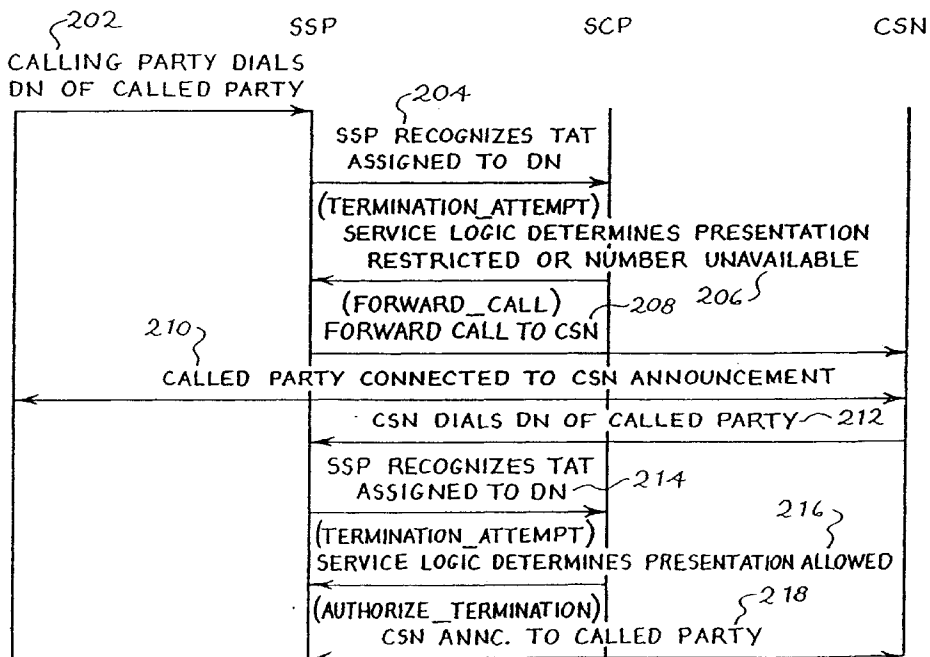 202 SSP SCP CSN
CALLING PARTY DIALS
DN OF CALLED PARTY
204
SSP RECOGNIZES TAT
ASSIGNED TO DN
(TERMINATION_ATTEMPT)
SERVICE LOGIC DETERMINES PRESENTATION
RESTRICTED OR NUMBER UNAVAILABLE
206
(FORWARD_CALL)
FORWARD CALL TO CSN 208
210
CALLED PARTY CONNECTED TO CSN ANNOUNCEMENT
CSN DIALS DN OF CALLED PARTY 212
SSP RECOGNIZES TAT
ASSIGNED TO DN 214
216
(TERMINATION_ATTEMPT)
SERVICE LOGIC DETERMINES PRESENTATION ALLOWED
(AUTHORIZE_TERMINATION) 218
CSN ANNC. TO CALLED PARTY